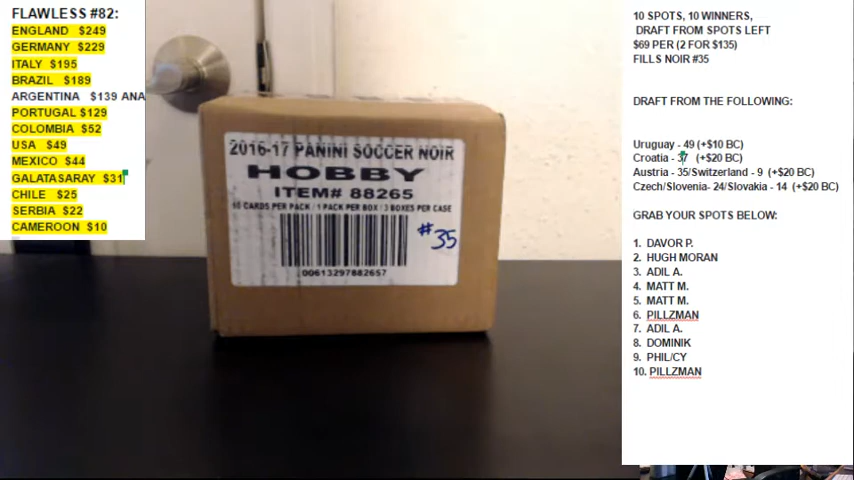 FLAWLESS #82:
ENGLAND $249
GERMANY $229
ITALY $195
BRAZIL $189
ARGENTINA $139 ANA
PORTUGAL $129
COLOMBIA $52
USA $49
MEXICO $44
GALATASARAY $31
CHILE $25
SERBIA $22
CAMEROON $10
2016-17 PANINI SOCCER NOIR
HOBBY
ITEM# 88265
10 CARDS PER PACK / 1 PACK PER BOX / 3 BOXES PER CASE
#35
00613297882657
10 SPOTS, 10 WINNERS,
DRAFT FROM SPOTS LEFT
$69 PER (2 FOR $135)
FILLS NOIR #35
DRAFT FROM THE FOLLOWING:
Uruguay - 49 (+$10 BC)
Croatia - 37 (+$20 BC)
Austria - 35/Switzerland - 9 (+$20 BC)
Czech/Slovenia- 24/Slovakia - 14 (+$20 BC)
GRAB YOUR SPOTS BELOW:
1. DAVOR P.
2. HUGH MORAN
3. ADIL A.
4. MATT M.
5. MATT M.
6. PILLZMAN
7. ADIL A.
8. DOMINIK
9. PHIL/CY
10. PILLZMAN